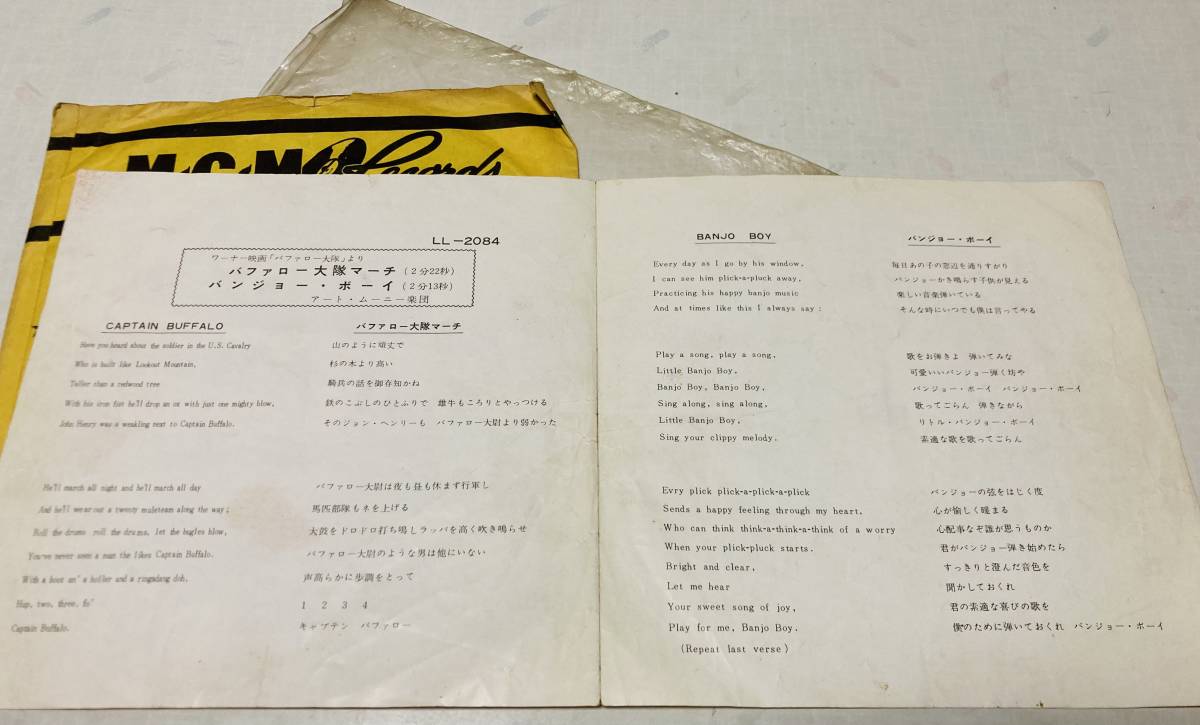 M·G·M Records
LL-2084
ワーナー映画「バファロー大隊」より
バファロー大隊マーチ (2分22秒)
バンジョー・ボーイ (2分13秒)
アート・ムーニー楽団
CAPTAIN BUFFALO
Have you heard about the soldier in the U.S. Cavalry
Who is built like Lookout Mountain,
Taller than a redwood tree
With his iron fist he'll drop an ox with just one mighty blow,
John Henry was a weakling next to Captain Buffalo.
He'll march all night and he'll march all day
And he'll wear out a twenty muleteam along the way;
Roll the drums roll the drums, let the bugles blow,
You've never seen a man the likes Captain Buffalo.
With a hoot an' a holler and a ringadang doh,
Hup, two, three, fo'
Captain Buffalo.
バファロー大隊マーチ
山のように頑丈で
杉の木より高い
騎兵の話を御存知かね
鉄のこぶしのひとふりで 雄牛もころりとやっつける
そのジョン・ヘンリーも バファロー大尉より弱かった
バファロー大尉は夜も昼も休まず行軍し
馬匹部隊もネを上げる
太鼓をドロドロ打ち鳴しラッパを高く吹き鳴らせ
バファロー大尉のような男は他にいない
声高らかに歩調をとって
1 2 3 4
キャプテン バファロー
BANJO BOY
Every day as I go by his window,
I can see him plick-a-pluck away,
Practicing his happy banjo music
And at times like this I always say:
Play a song, play a song,
Little Banjo Boy,
Banjo Boy, Banjo Boy,
Sing along, sing along,
Little Banjo Boy,
Sing your clippy melody.
Evry plick plick-a-plick-a-plick
Sends a happy feeling through my heart,
Who can think think-a-think-a-think of a worry
When your plick-pluck starts.
Bright and clear,
Let me hear
Your sweet song of joy,
Play for me, Banjo Boy.
(Repeat last verse)
バンジョー・ボーイ
毎日あの子の窓辺を通りすがり
バンジョーかき鳴らす子供が見える
楽しい音楽弾いている
そんな時にいつでも僕は言ってやる
歌をお弾きよ 弾いてみな
可愛いいバンジョー弾く坊や
バンジョー・ボーイ バンジョー・ボーイ
歌ってごらん 弾きながら
リトル・バンジョー・ボーイ
素適な歌を歌ってごらん
バンジョーの弦をはじく度
心が愉しく暖まる
心配事なぞ誰が思うものか
君がバンジョー弾き始めたら
すっきりと澄んだ音色を
聞かしておくれ
君の素適な喜びの歌を
僕のために弾いておくれ バンジョー・ボーイ